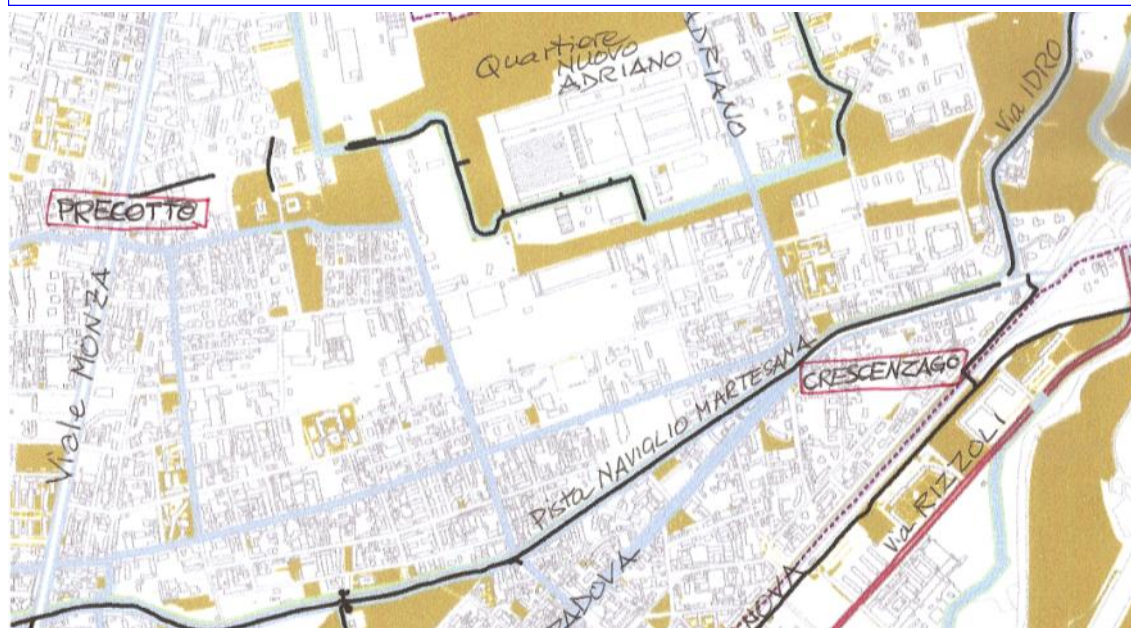 Quartiere
NUOVO
ADRIANO
ADRIANO
Via IDRO
PRECOTTO
Viale MONZA
Pista NAVIGLIO MARTESANA
CRESCENZAGO
Via RIZZOLI
PADOVA
NOVA